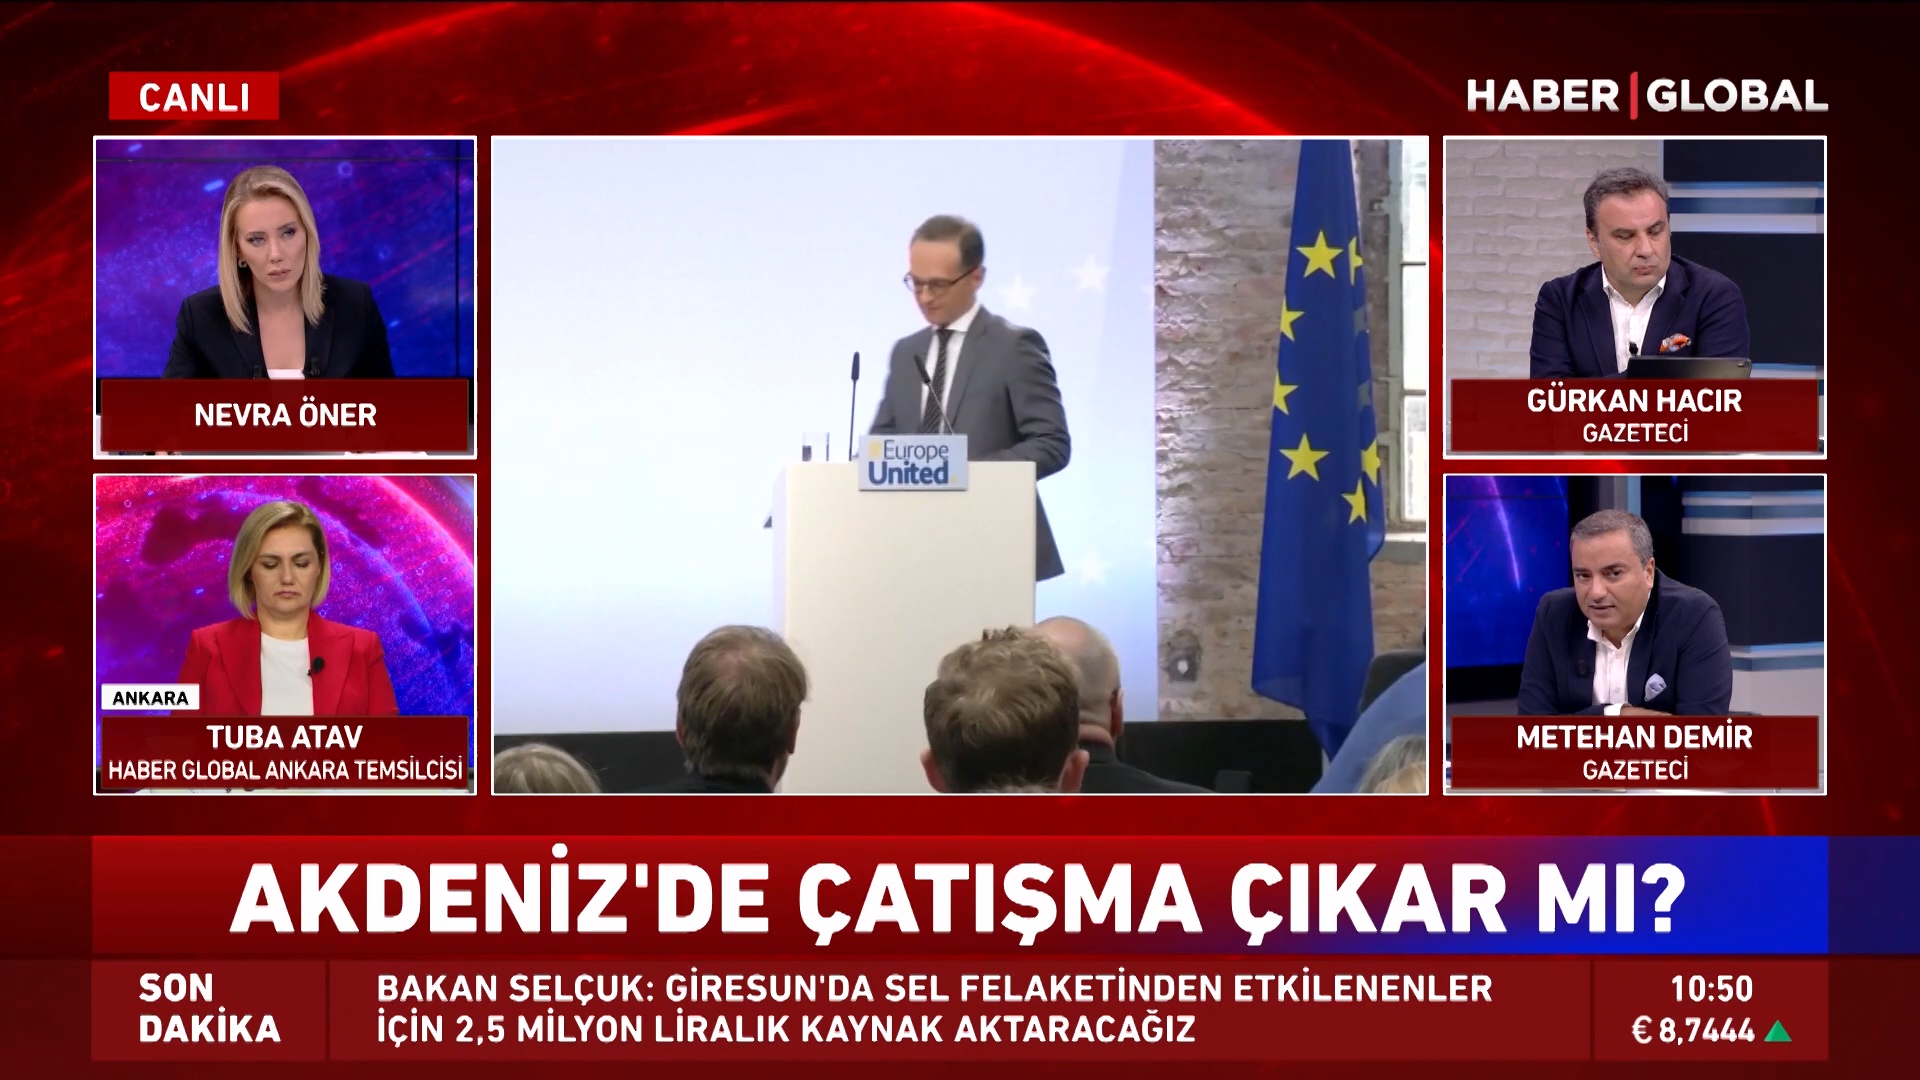 CANLI
HABER GLOBAL
NEVRA ÖNER
ANKARA
TUBA ATAV
HABER GLOBAL ANKARA TEMSİLCİSİ
Europe
United
GÜRKAN HACIR
GAZETECİ
METEHAN DEMİR
GAZETECİ
AKDENİZ'DE ÇATIŞMA ÇIKAR MI?
SON
DAKİKA
BAKAN SELÇUK: GİRESUN'DA SEL FELAKETİNDEN ETKİLENENLER
İÇİN 2,5 MİLYON LİRALIK KAYNAK AKTARACAĞIZ
10:50
€ 8,7444